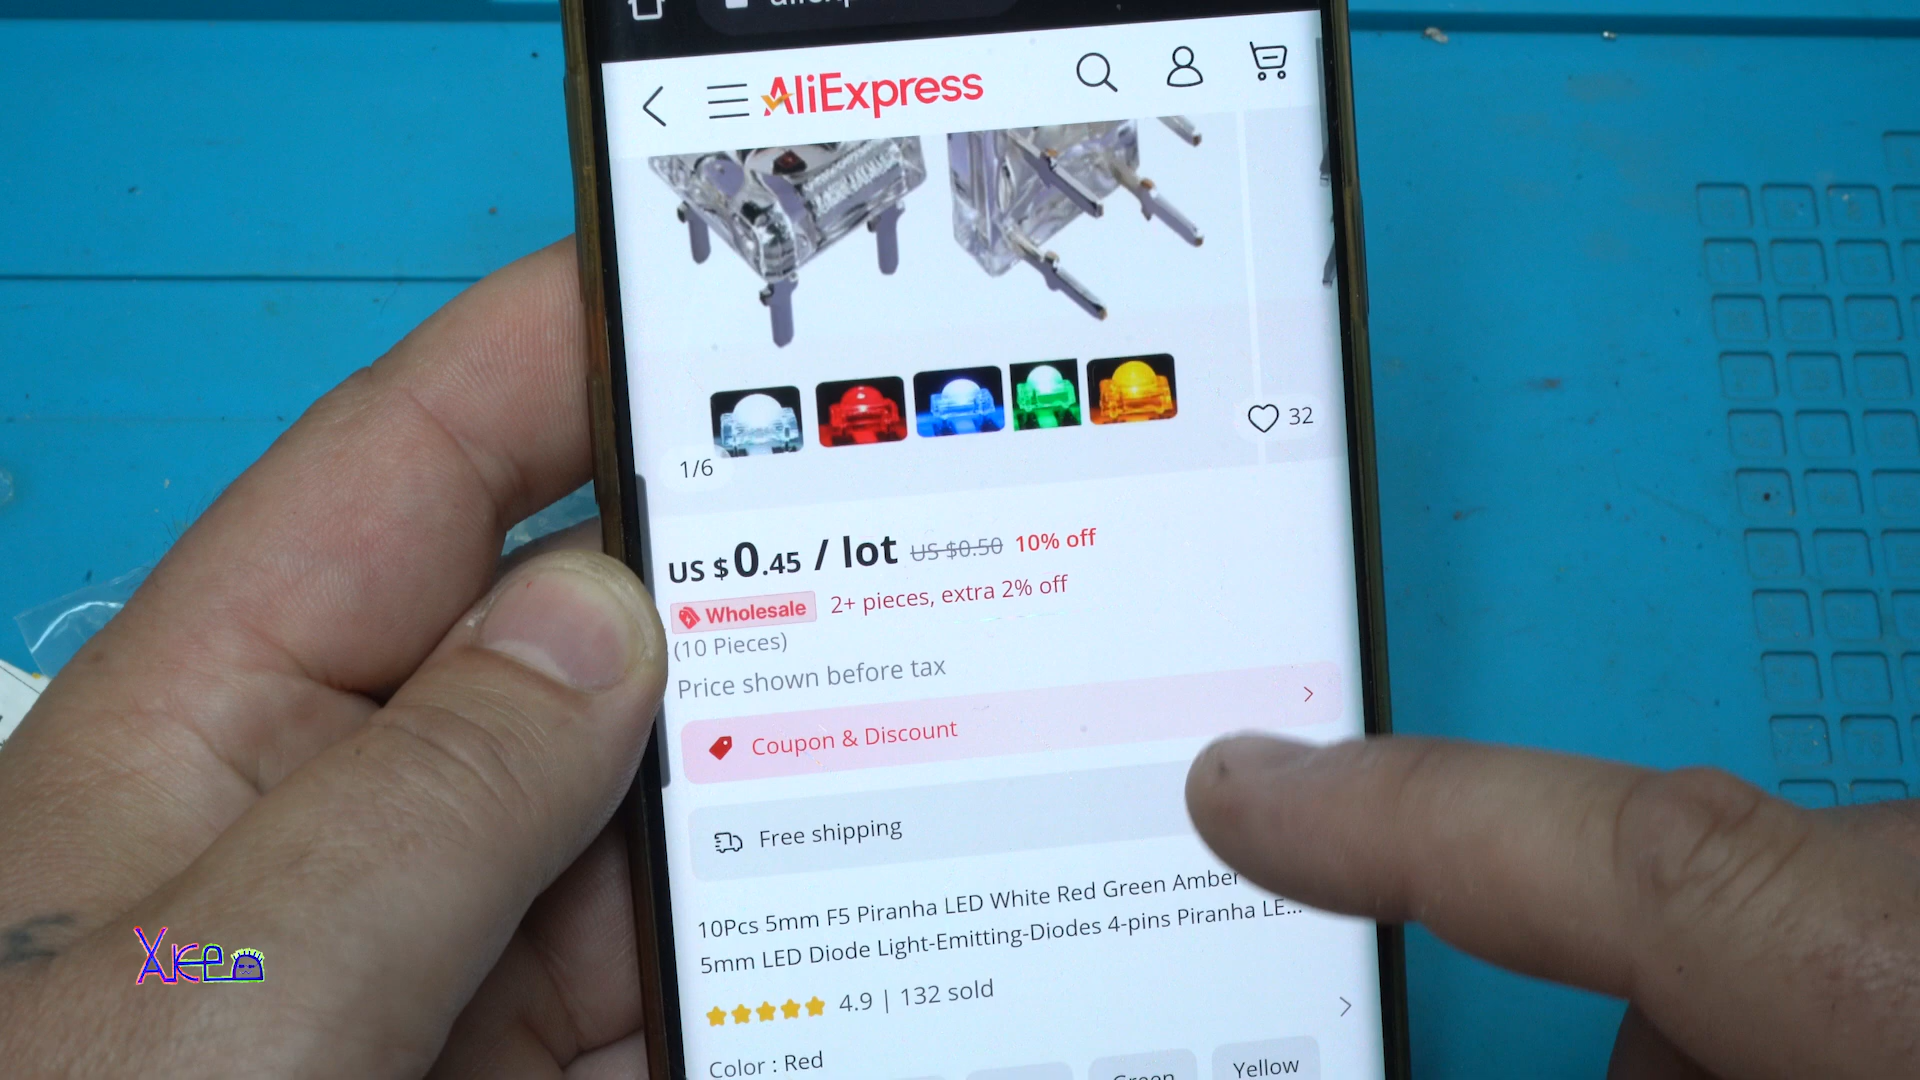 AliExpress
1/6
32
US $0.45 / lot US $0.50 10% off
Wholesale 2+ pieces, extra 2% off
(10 Pieces)
Price shown before tax
Coupon & Discount
Free shipping
10Pcs 5mm F5 Piranha LED White Red Green Amber
5mm LED Diode Light-Emitting-Diodes 4-pins Piranha LE...
4.9 | 132 sold
Color : Red
Green
Yellow